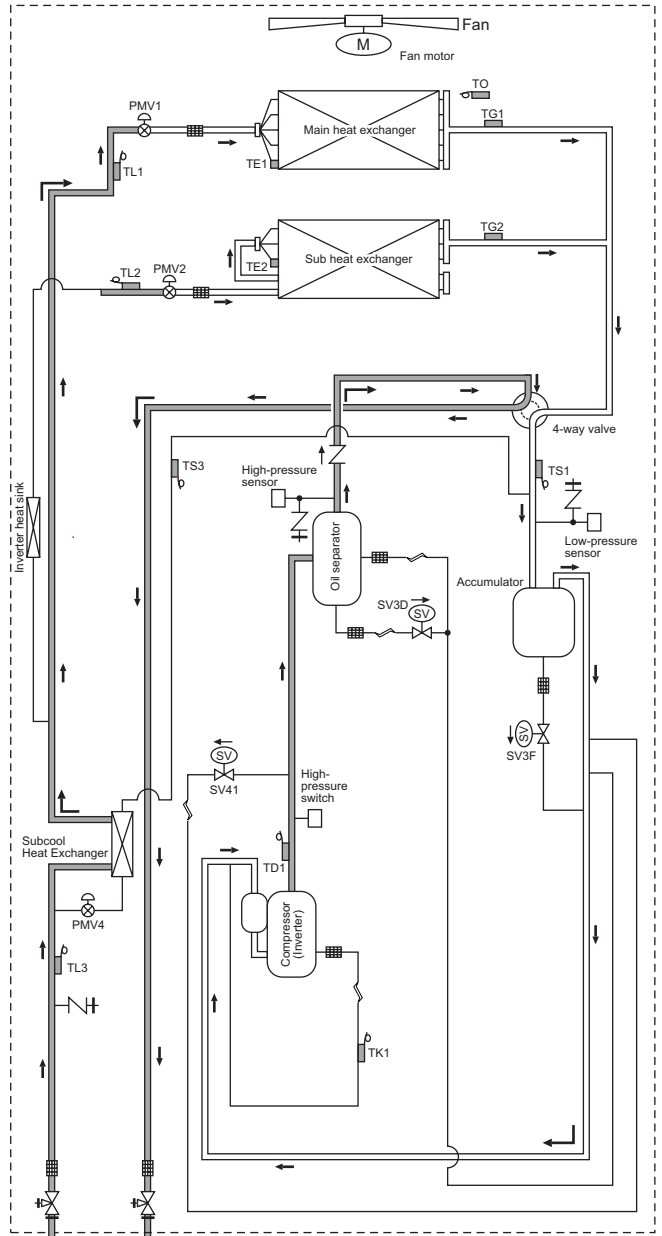 Fan
M
Fan motor
TO
PMV1
Main heat exchanger
TG1
TL1
TE1
TG2
TL2
PMV2
TE2
Sub heat exchanger
4-way valve
TS3
High-pressure
sensor
TS1
Inverter heat sink
Oil separator
Low-pressure
sensor
Accumulator
SV3D
SV
SV
SV3F
SV
SV41
High-
pressure
switch
Subcool
Heat Exchanger
TD1
PMV4
Compressor
(Inverter)
TL3
TK1